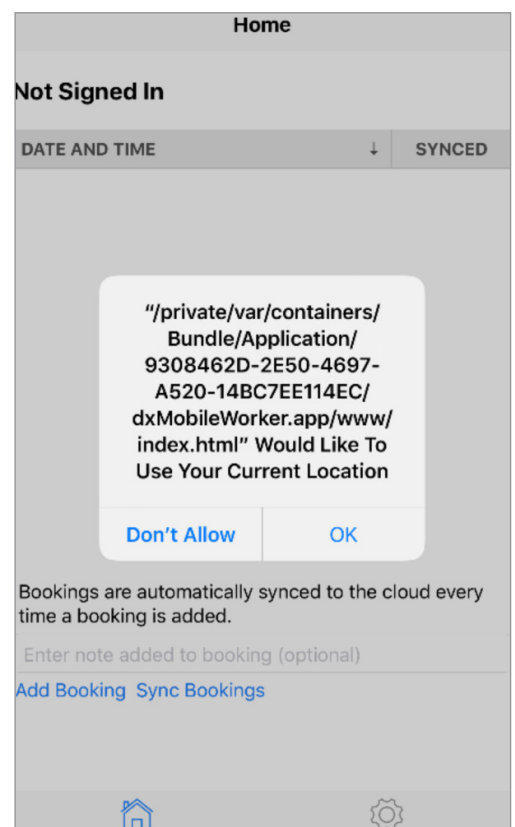 Home
Not Signed In
DATE AND TIME ↓ SYNCED
“/private/var/containers/
Bundle/Application/
9308462D-2E50-4697-
A520-14BC7EE114EC/
dxMobileWorker.app/www/
index.html” Would Like To
Use Your Current Location
Don’t Allow OK
Bookings are automatically synced to the cloud every
time a booking is added.
Enter note added to booking (optional)
Add Booking Sync Bookings